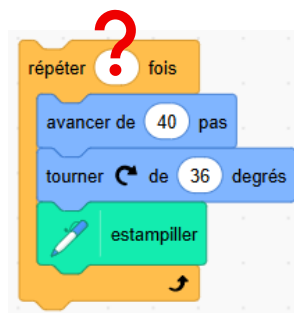 répéter ? fois
avancer de 40 pas
tourner de 36 degrés
estampiller